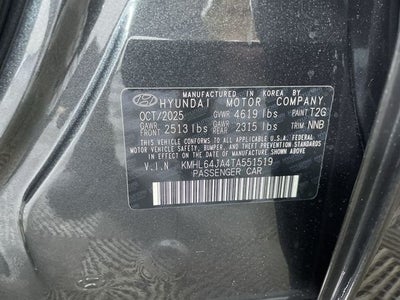 MANUFACTURED IN KOREA BY
HYUNDAI MOTOR COMPANY
OCT/2025 GVWR 4619 lbs PAINT T2G
GAWR FRONT 2513 lbs GAWR REAR 2315 lbs TRIM NNB
THIS VEHICLE CONFORMS TO ALL APPLICABLE U.S.A. FEDERAL
MOTOR VEHICLE SAFETY, BUMPER, AND THEFT PREVENTION STANDARDS
IN EFFECT ON THE DATE OF MANUFACTURE SHOWN ABOVE.
V.I.N KMHL64JA4TA551519
PASSENGER CAR